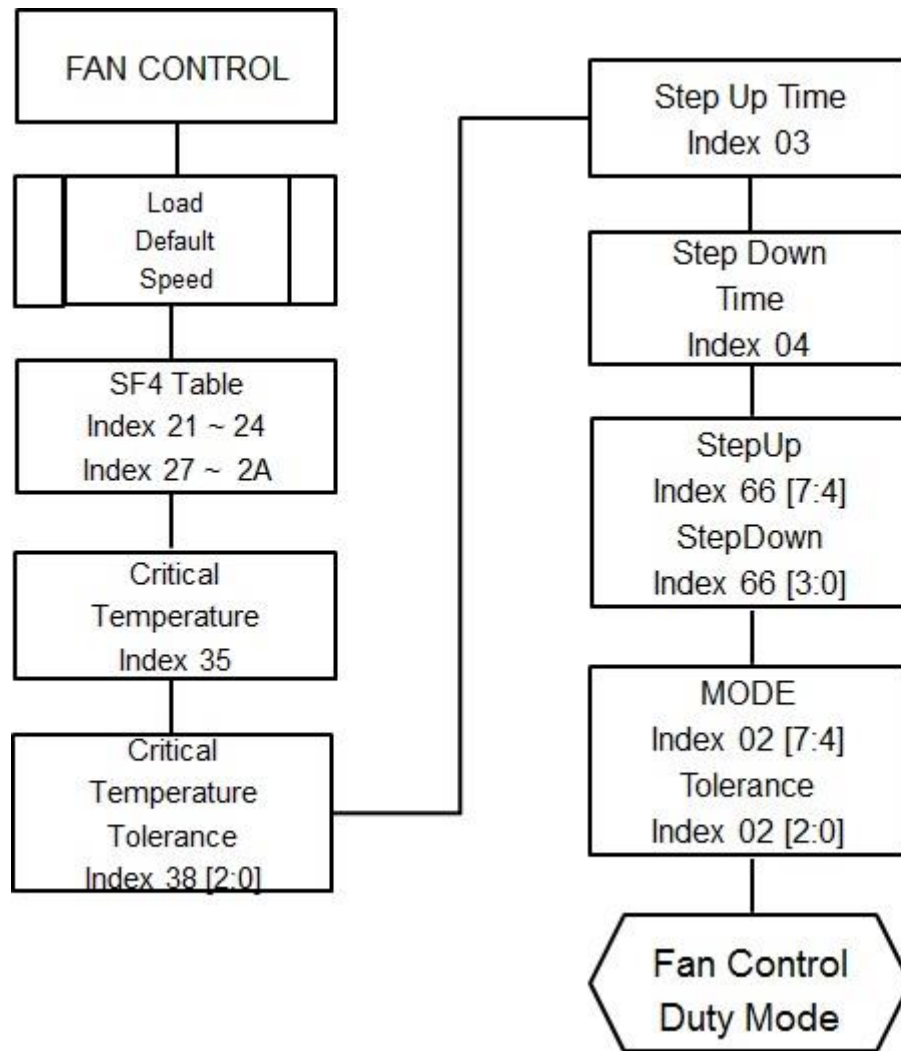 FAN CONTROL
Load
Default
Speed
SF4 Table
Index 21 ~ 24
Index 27 ~ 2A
Critical
Temperature
Index 35
Critical
Temperature
Tolerance
Index 38 [2:0]
Step Up Time
Index 03
Step Down
Time
Index 04
StepUp
Index 66 [7:4]
StepDown
Index 66 [3:0]
MODE
Index 02 [7:4]
Tolerance
Index 02 [2:0]
Fan Control
Duty Mode